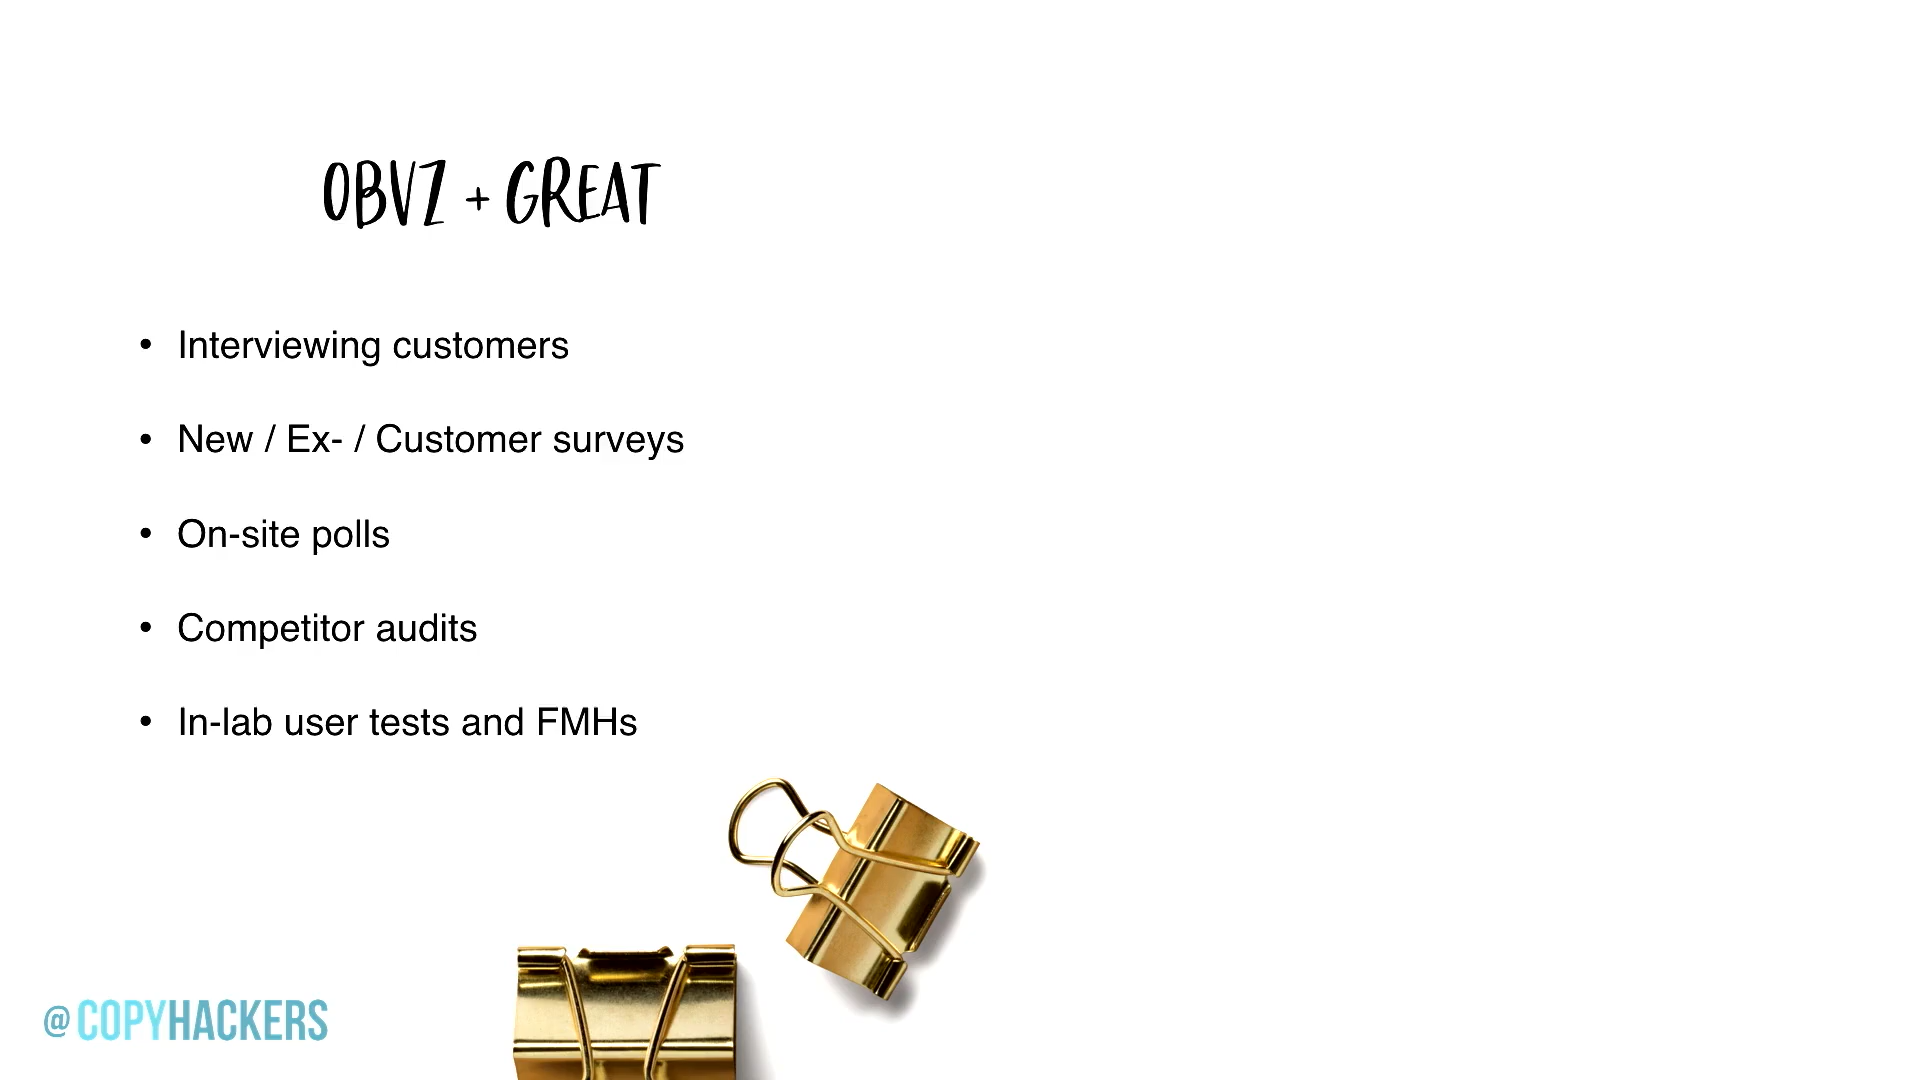 OBVZ + GREAT
• Interviewing customers
• New / Ex- / Customer surveys
• On-site polls
• Competitor audits
• In-lab user tests and FMHs
@COPYHACKERS